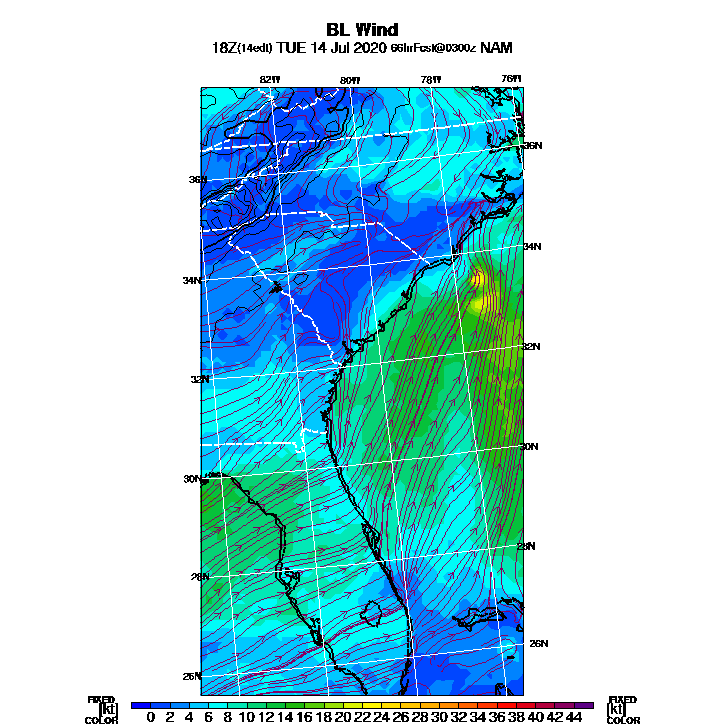 BL Wind
18Z(14edt) TUE 14 Jul 2020 66hrFcst@0300z NAM
82W 80W 78W 76W
36N 36N
34N 34N
32N 32N
30N 30N
28N 28N
26N 26N
FIXED FIXED
[kt] 0 2 4 6 8 10 12 14 16 18 20 22 24 26 28 30 32 34 36 38 40 42 44 [kt]
COLOR COLOR